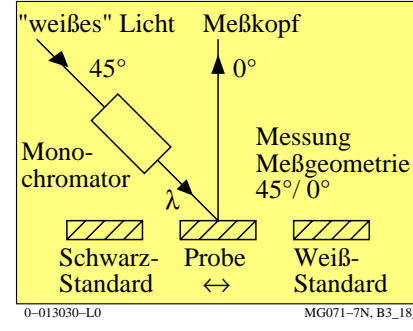 "weißes" Licht Meßkopf
45° 0°
Messung
Meßgeometrie
45°/ 0°
Mono-
chromator
λ
Schwarz- Probe Weiß-
Standard ↔ Standard
0–013030–L0 MG071–7N, B3_18